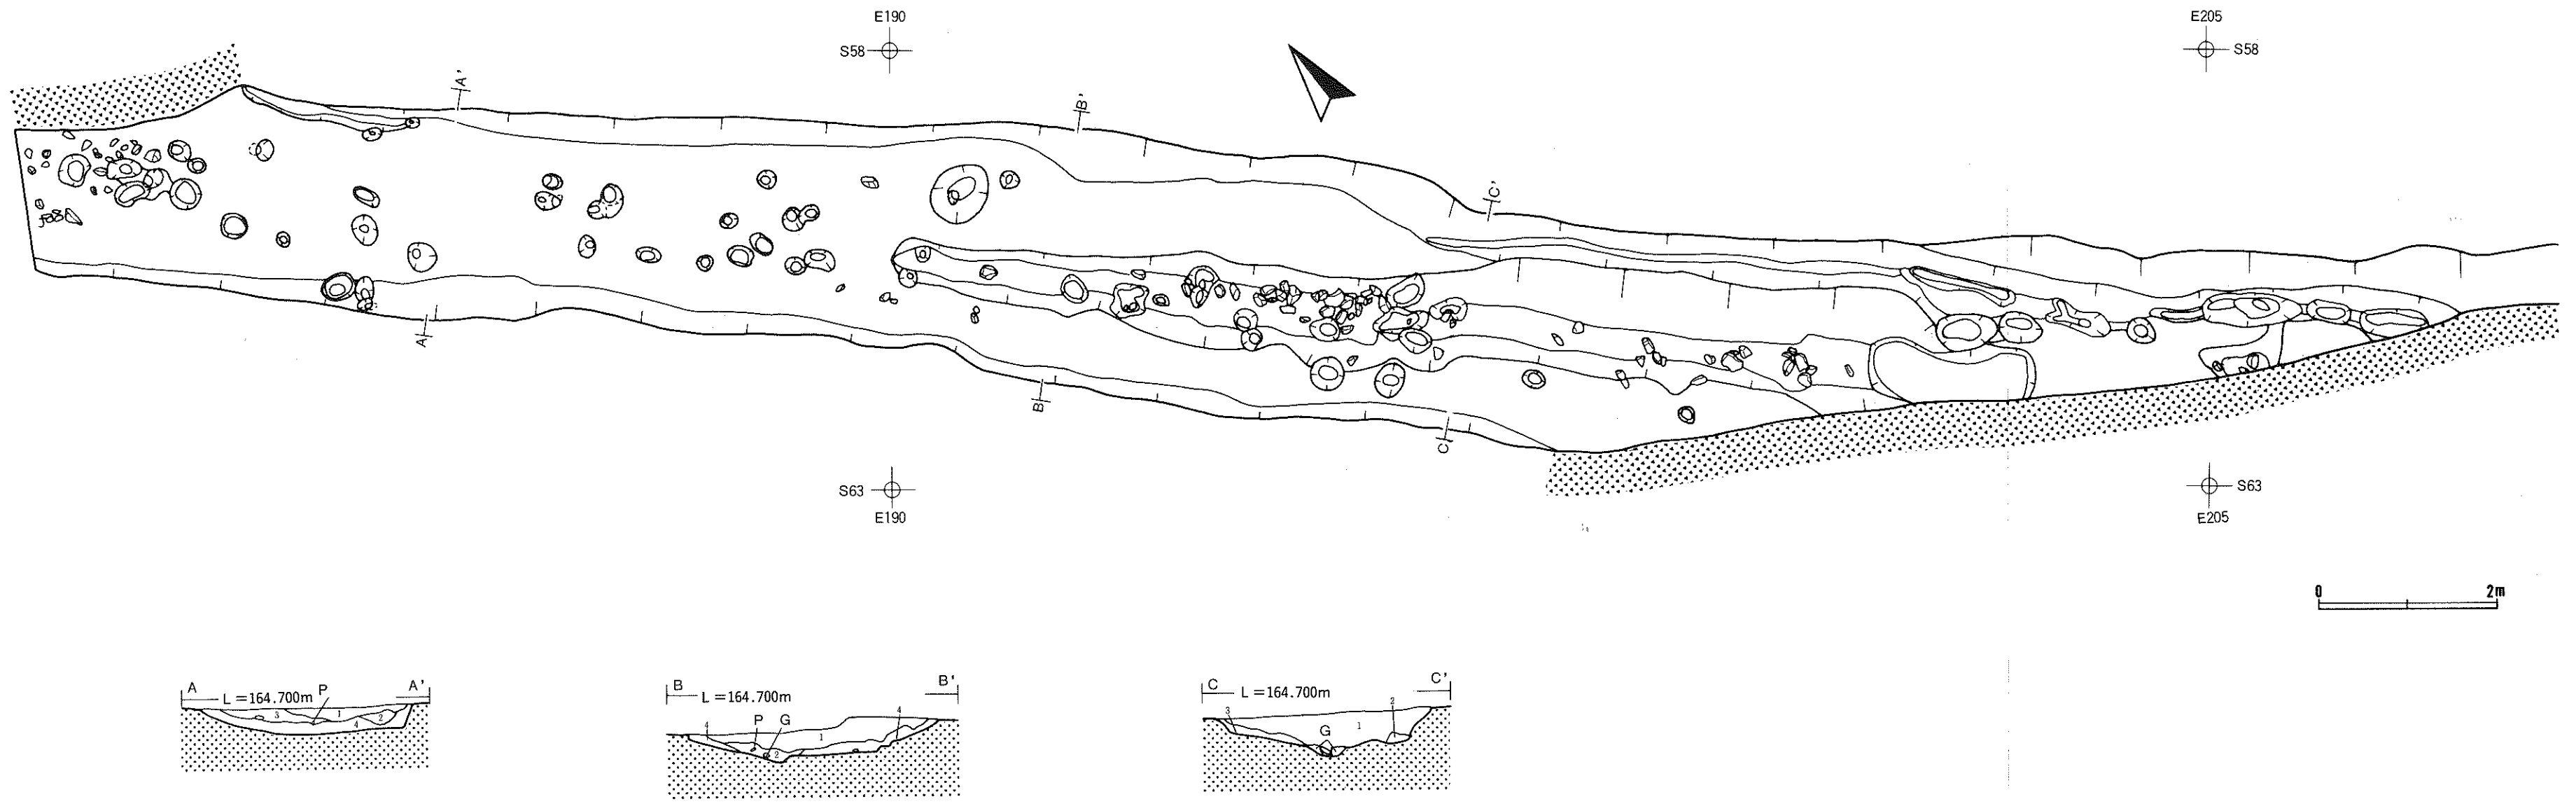 E190
S58
E205
S58
A'
B'
C'
A
B
C
S63
E190
S63
E205
0 2m
A L=164.700m P A'
3 1 2 4
B L=164.700m B'
4 P G 1 4
2
C L=164.700m C'
3 G 1 2